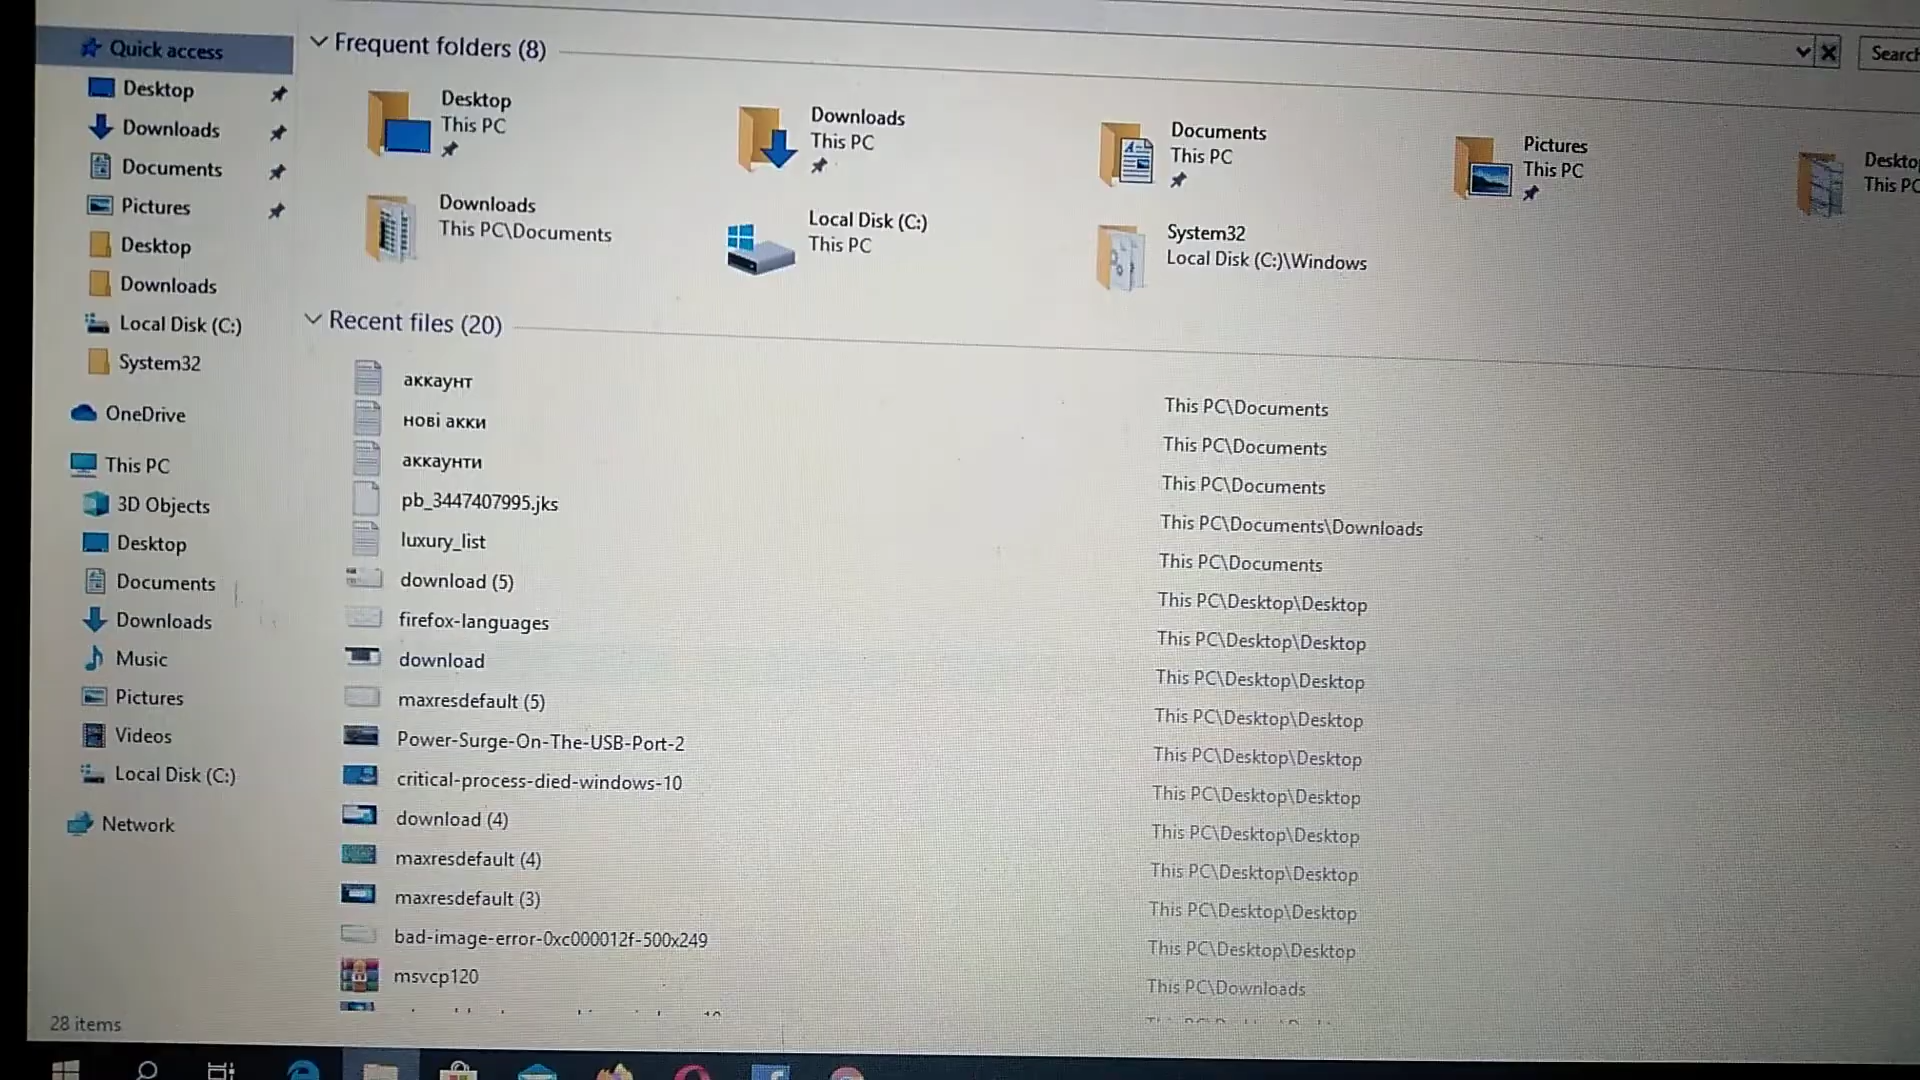 Search
Quick access
Desktop
Downloads
Documents
Pictures
Desktop
Downloads
Local Disk (C:)
System32
OneDrive
This PC
3D Objects
Desktop
Documents
Downloads
Music
Pictures
Videos
Local Disk (C:)
Network
28 items
Frequent folders (8)
Desktop
This PC
Downloads
This PC
Documents
This PC
Pictures
This PC
Deskto
This PC
Downloads
This PC\Documents
Local Disk (C:)
This PC
System32
Local Disk (C:)\Windows
Recent files (20)
аккаунт
This PC\Documents
нові акки
This PC\Documents
аккаунти
This PC\Documents
pb_3447407995.jks
This PC\Documents\Downloads
luxury_list
This PC\Documents
download (5)
This PC\Desktop\Desktop
firefox-languages
This PC\Desktop\Desktop
download
This PC\Desktop\Desktop
maxresdefault (5)
This PC\Desktop\Desktop
Power-Surge-On-The-USB-Port-2
This PC\Desktop\Desktop
critical-process-died-windows-10
This PC\Desktop\Desktop
download (4)
This PC\Desktop\Desktop
maxresdefault (4)
This PC\Desktop\Desktop
maxresdefault (3)
This PC\Desktop\Desktop
bad-image-error-0xc000012f-500x249
This PC\Desktop\Desktop
msvcp120
This PC\Downloads